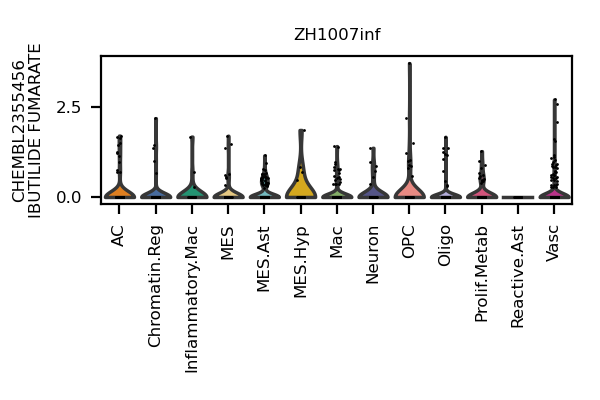 ZH1007inf
CHEMBL2355456
IBUTILIDE FUMARATE
2.5
0.0
AC
Chromatin.Reg
Inflammatory.Mac
MES
MES.Ast
MES.Hyp
Mac
Neuron
OPC
Oligo
Prolif.Metab
Reactive.Ast
Vasc